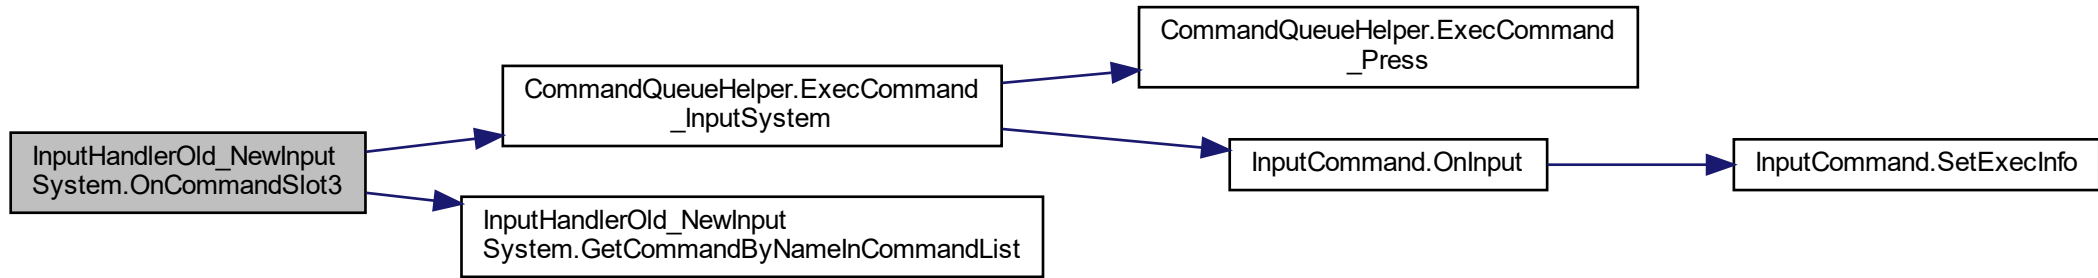 InputHandlerOld_NewInput
System.OnCommandSlot3
CommandQueueHelper.ExecCommand
_InputSystem
CommandQueueHelper.ExecCommand
_Press
InputCommand.OnInput
InputCommand.SetExecInfo
InputHandlerOld_NewInput
System.GetCommandByNameInCommandList